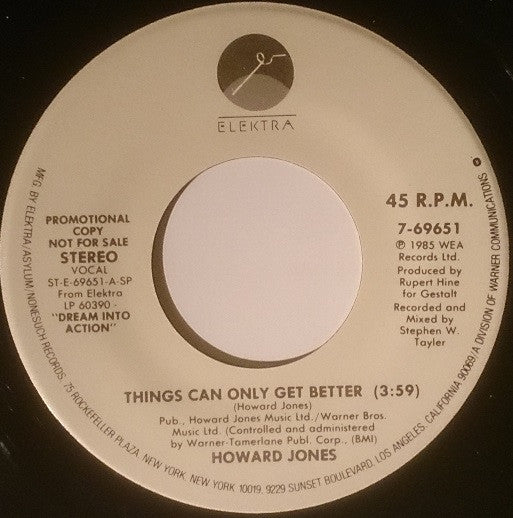 ELEKTRA
PROMOTIONAL
COPY
NOT FOR SALE
STEREO
VOCAL
ST-E-69651-A-SP
From Elektra
LP 60390 -
"DREAM INTO
ACTION"
45 R.P.M.
7-69651
Ⓟ 1985 WEA
Records Ltd.
Produced by
Rupert Hine
for Gestalt
Recorded and
Mixed by
Stephen W.
Tayler
THINGS CAN ONLY GET BETTER (3:59)
(Howard Jones)
Pub., Howard Jones Music Ltd./Warner Bros.
Music Ltd. (Controlled and administered
by Warner-Tamerlane Publ. Corp., (BMI)
HOWARD JONES
MFG. BY ELEKTRA/ASYLUM/NONESUCH RECORDS, 75 ROCKEFELLER PLAZA, NEW YORK, NEW YORK 10019, 9229 SUNSET BOULEVARD, LOS ANGELES, CALIFORNIA 90069/A DIVISION OF WARNER COMMUNICATIONS